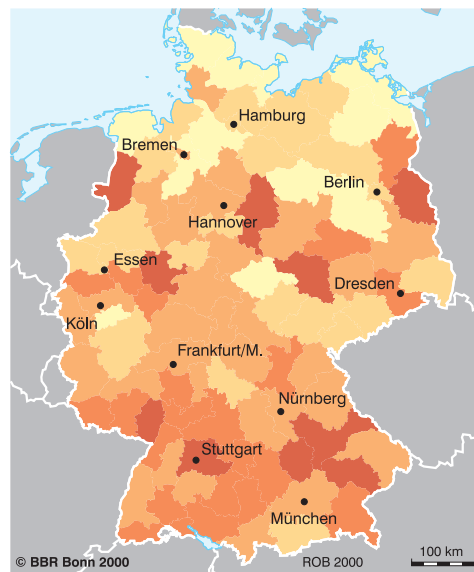 Hamburg
Bremen
Berlin
Hannover
Essen
Dresden
Köln
Frankfurt/M.
Nürnberg
Stuttgart
München
100 km
© BBR Bonn 2000
ROB 2000